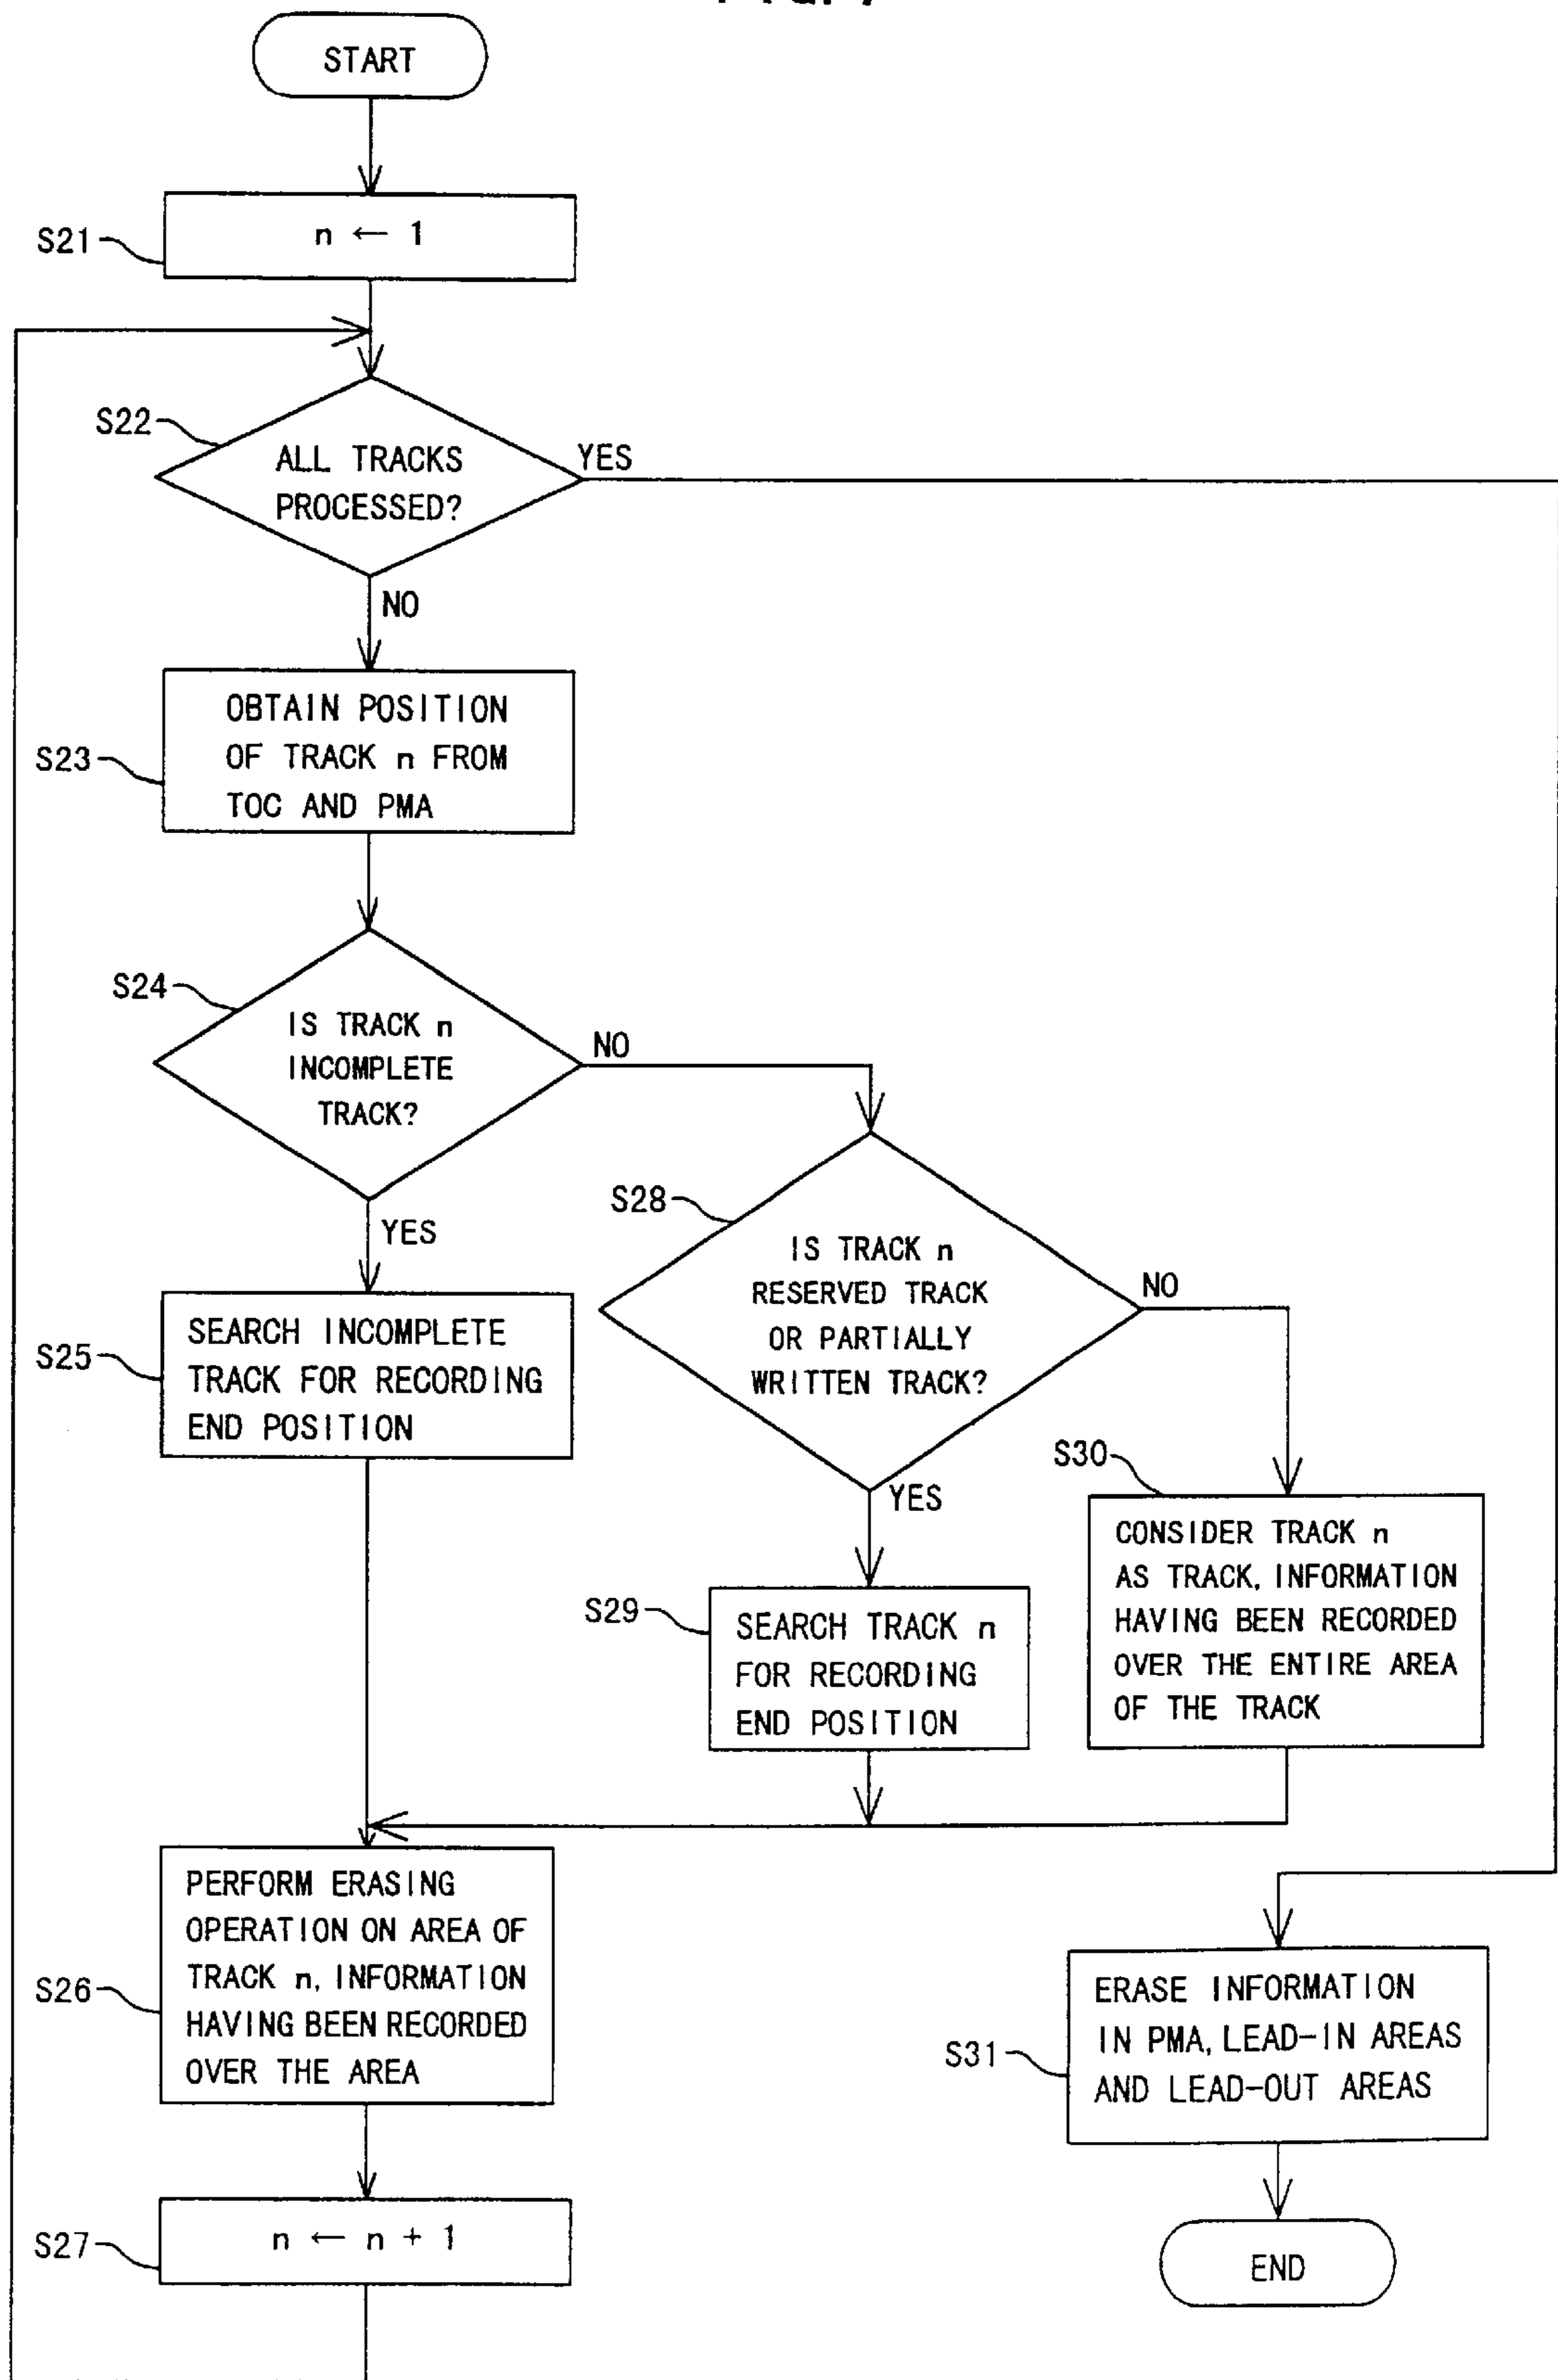 START
S21
n ← 1
S22
ALL TRACKS
PROCESSED?
YES
NO
S23
OBTAIN POSITION
OF TRACK n FROM
TOC AND PMA
S24
IS TRACK n
INCOMPLETE
TRACK?
NO
YES
S25
SEARCH INCOMPLETE
TRACK FOR RECORDING
END POSITION
S28
IS TRACK n
RESERVED TRACK
OR PARTIALLY
WRITTEN TRACK?
NO
YES
S29
SEARCH TRACK n
FOR RECORDING
END POSITION
S30
CONSIDER TRACK n
AS TRACK, INFORMATION
HAVING BEEN RECORDED
OVER THE ENTIRE AREA
OF THE TRACK
S26
PERFORM ERASING
OPERATION ON AREA OF
TRACK n, INFORMATION
HAVING BEEN RECORDED
OVER THE AREA
S27
n ← n + 1
S31
ERASE INFORMATION
IN PMA, LEAD-IN AREAS
AND LEAD-OUT AREAS
END